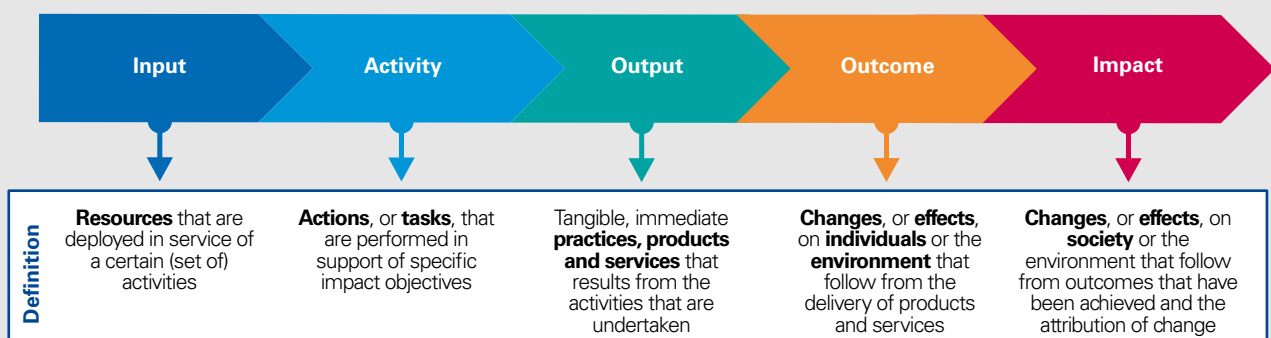 Input
Activity
Output
Outcome
Impact
Definition
Resources that are
deployed in service of
a certain (set of)
activities
Actions, or tasks, that
are performed in
support of specific
impact objectives
Tangible, immediate
practices, products
and services that
results from the
activities that are
undertaken
Changes, or effects,
on individuals or the
environment that
follow from the
delivery of products
and services
Changes, or effects, on
society or the
environment that follow
from outcomes that have
been achieved and the
attribution of change